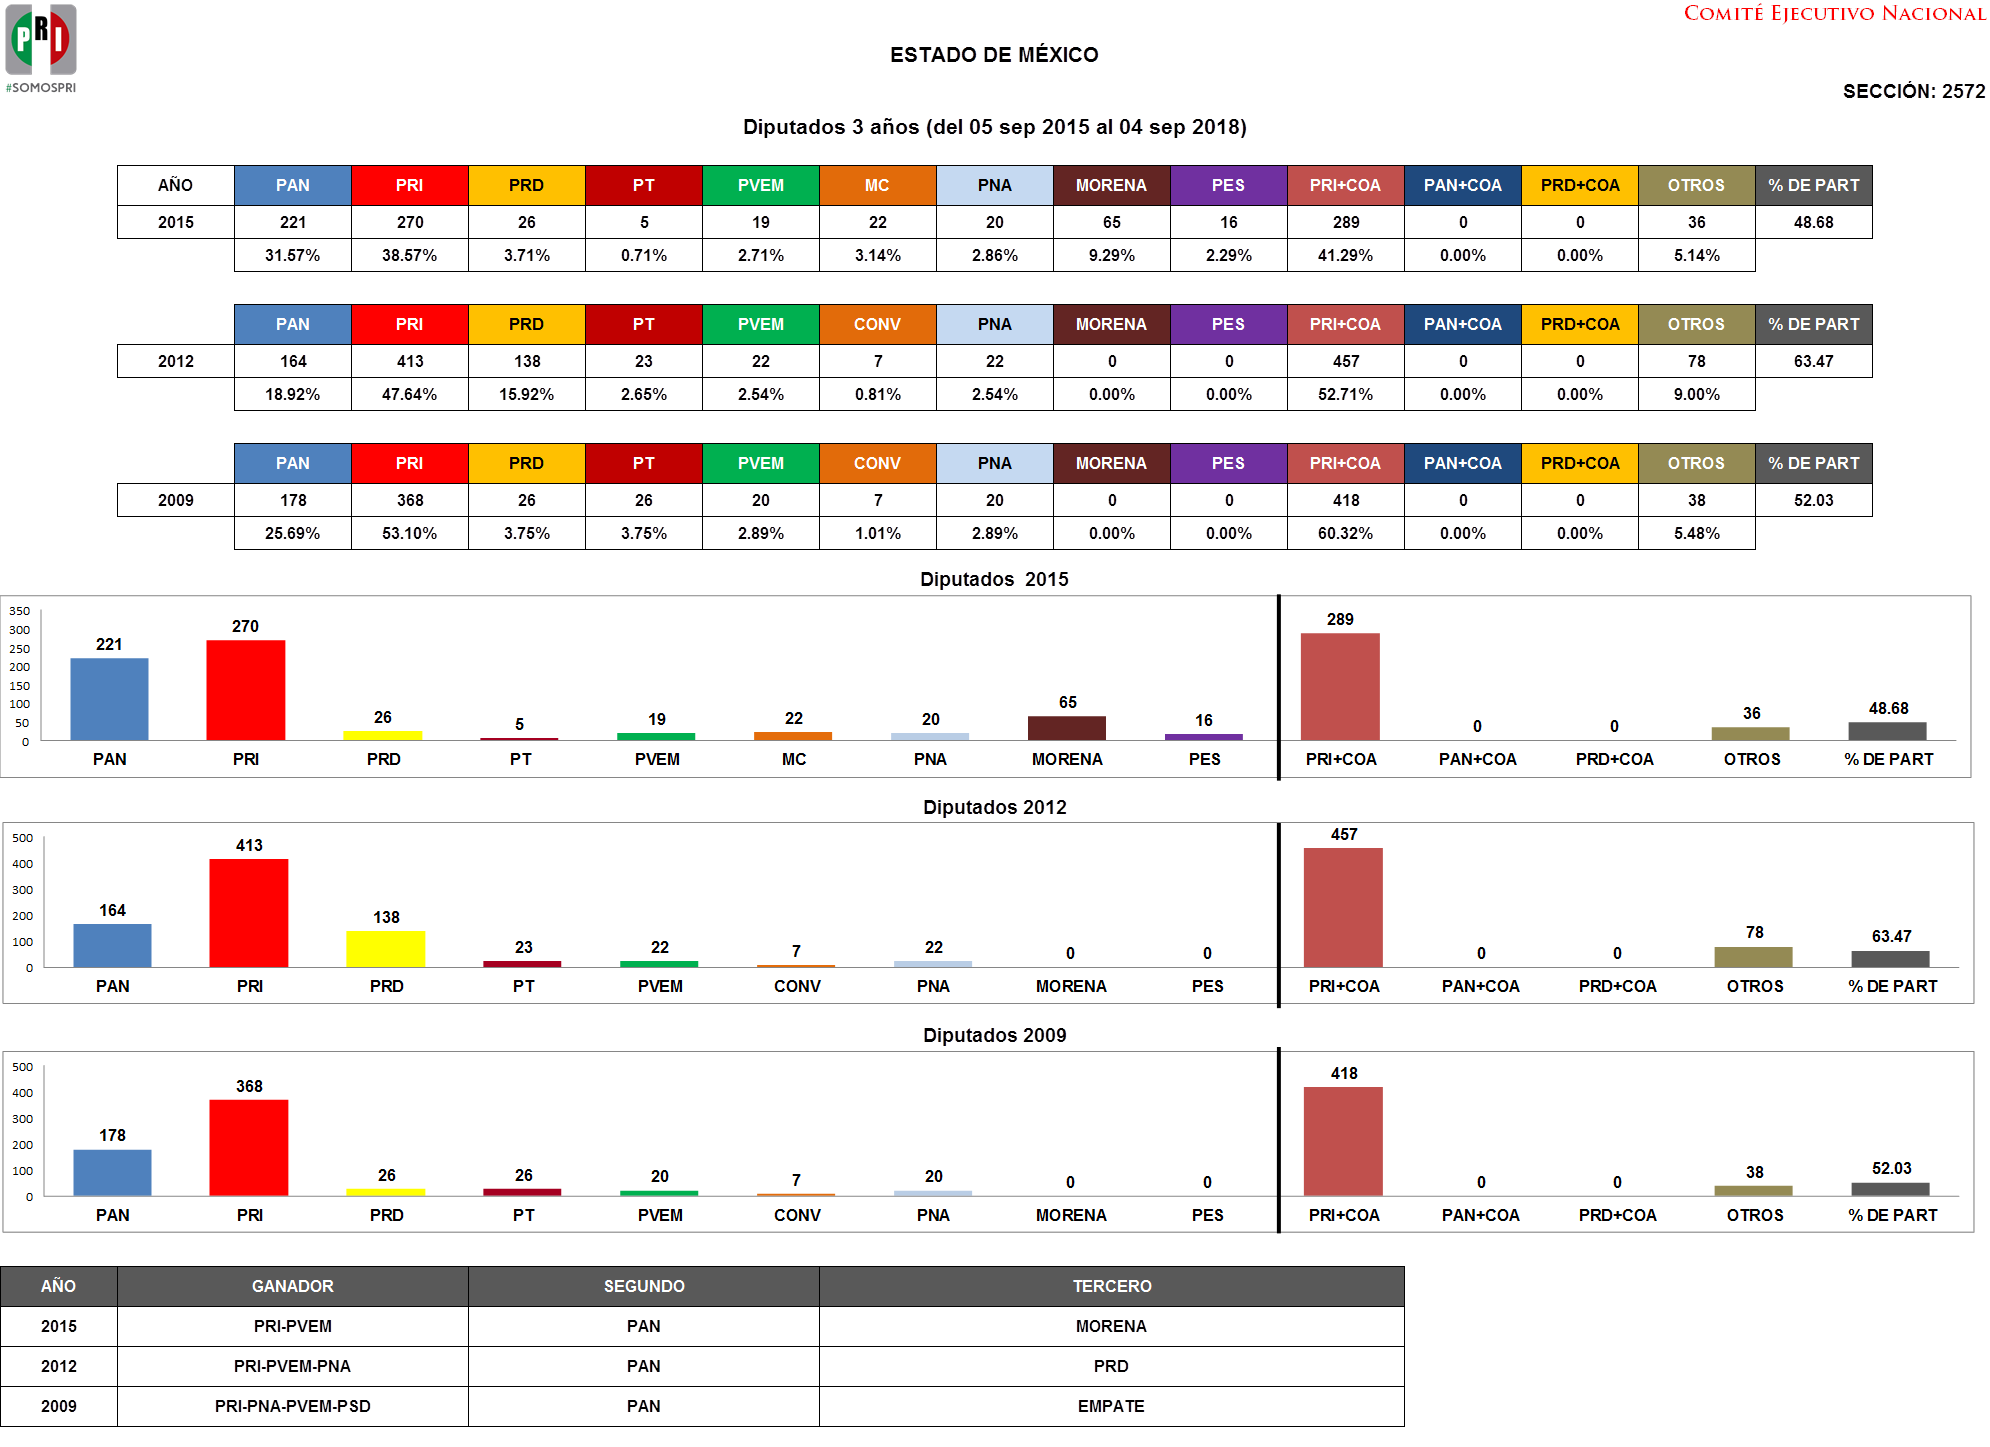 PRI
#SOMOSPRI
COMITÉ EJECUTIVO NACIONAL
ESTADO DE MÉXICO
SECCIÓN: 2572
Diputados 3 años (del 05 sep 2015 al 04 sep 2018)
AÑO PAN PRI PRD PT PVEM MC PNA MORENA PES PRI+COA PAN+COA PRD+COA OTROS % DE PART
2015 221 270 26 5 19 22 20 65 16 289 0 0 36 48.68
31.57% 38.57% 3.71% 0.71% 2.71% 3.14% 2.86% 9.29% 2.29% 41.29% 0.00% 0.00% 5.14%
PAN PRI PRD PT PVEM CONV PNA MORENA PES PRI+COA PAN+COA PRD+COA OTROS % DE PART
2012 164 413 138 23 22 7 22 0 0 457 0 0 78 63.47
18.92% 47.64% 15.92% 2.65% 2.54% 0.81% 2.54% 0.00% 0.00% 52.71% 0.00% 0.00% 9.00%
PAN PRI PRD PT PVEM CONV PNA MORENA PES PRI+COA PAN+COA PRD+COA OTROS % DE PART
2009 178 368 26 26 20 7 20 0 0 418 0 0 38 52.03
25.69% 53.10% 3.75% 3.75% 2.89% 1.01% 2.89% 0.00% 0.00% 60.32% 0.00% 0.00% 5.48%
Diputados 2015
350
300
250
200
150
100
50
0
221 270 26 5 19 22 20 65 16 289 0 0 36 48.68
PAN PRI PRD PT PVEM MC PNA MORENA PES PRI+COA PAN+COA PRD+COA OTROS % DE PART
Diputados 2012
500
400
300
200
100
0
164 413 138 23 22 7 22 0 0 457 0 0 78 63.47
PAN PRI PRD PT PVEM CONV PNA MORENA PES PRI+COA PAN+COA PRD+COA OTROS % DE PART
Diputados 2009
500
400
300
200
100
0
178 368 26 26 20 7 20 0 0 418 0 0 38 52.03
PAN PRI PRD PT PVEM CONV PNA MORENA PES PRI+COA PAN+COA PRD+COA OTROS % DE PART
AÑO GANADOR SEGUNDO TERCERO
2015 PRI-PVEM PAN MORENA
2012 PRI-PVEM-PNA PAN PRD
2009 PRI-PNA-PVEM-PSD PAN EMPATE